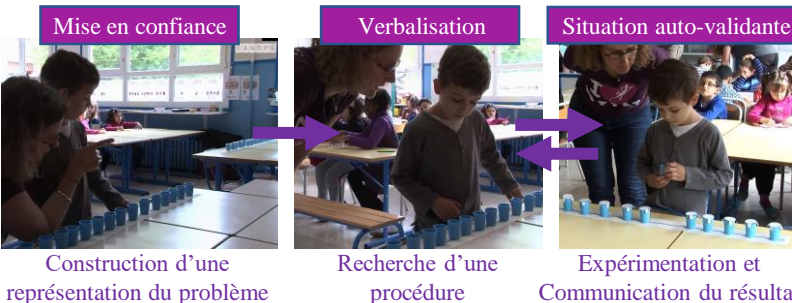 Mise en confiance
Verbalisation
Situation auto-validante
Construction d’une
représentation du problème
Recherche d’une
procédure
Expérimentation et
Communication du résulta